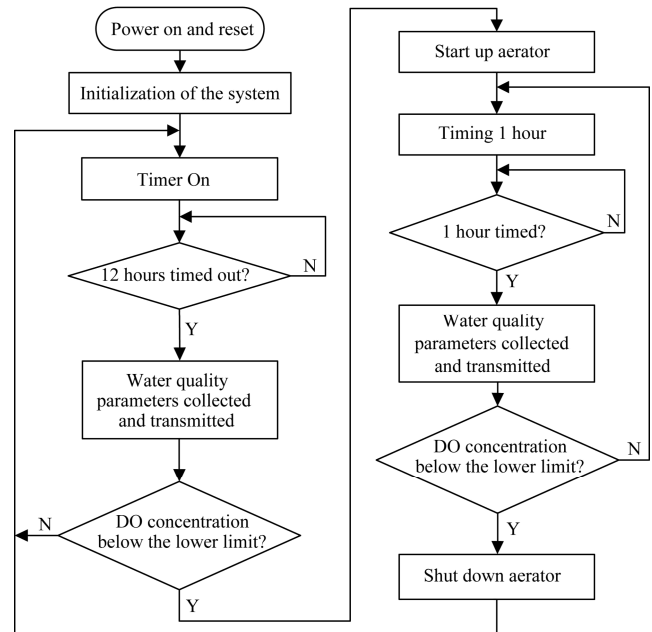 Power on and reset
Initialization of the system
Timer On
12 hours timed out?
N
Y
Water quality
parameters collected
and transmitted
DO concentration
below the lower limit?
N
Y
Start up aerator
Timing 1 hour
1 hour timed?
N
Y
Water quality
parameters collected
and transmitted
DO concentration
below the lower limit?
N
Y
Shut down aerator